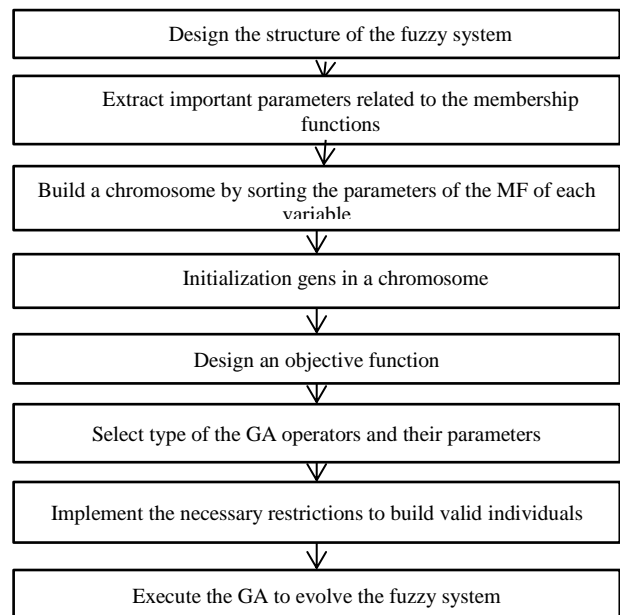 Design the structure of the fuzzy system
Extract important parameters related to the membership
functions
Build a chromosome by sorting the parameters of the MF of each
variable
Initialization gens in a chromosome
Design an objective function
Select type of the GA operators and their parameters
Implement the necessary restrictions to build valid individuals
Execute the GA to evolve the fuzzy system